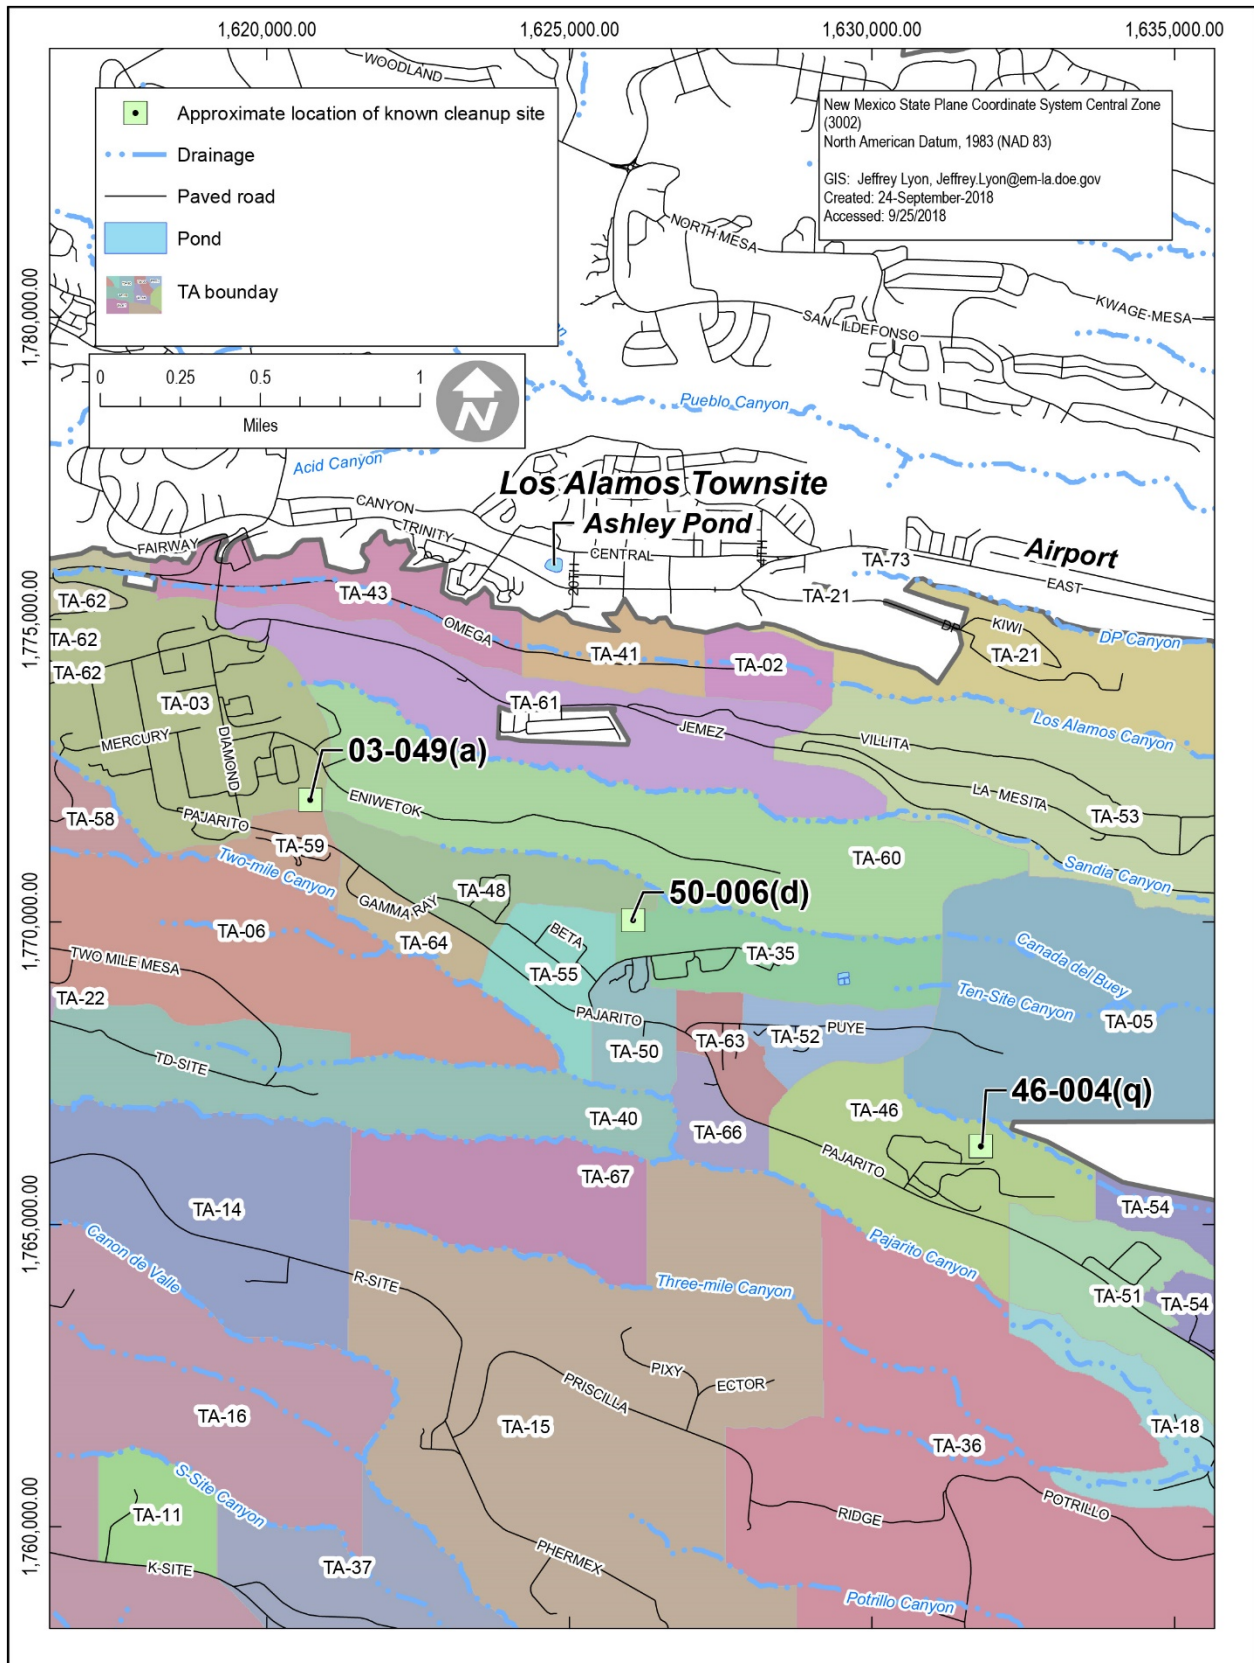 1,620,000.00
1,625,000.00
1,630,000.00
1,635,000.00
WOODLAND
Approximate location of known cleanup site
Drainage
Paved road
Pond
TA bounday
New Mexico State Plane Coordinate System Central Zone
(3002)
North American Datum, 1983 (NAD 83)
GIS: Jeffrey Lyon, Jeffrey.Lyon@em-la.doe.gov
Created: 24-September-2018
Accessed: 9/25/2018
NORTH MESA
KWAGE MESA
SAN ILDEFONSO
1,780,000.00
0
0.25
0.5
1
Miles
N
Pueblo Canyon
Acid Canyon
Los Alamos Townsite
CANYON
TRINITY
Ashley Pond
FAIRWAY
CENTRAL
4TH
20TH
TA-73
Airport
EAST
TA-62
TA-43
TA-21
1,775,000.00
TA-62
OMEGA
TA-41
DP
KIWI
DP Canyon
TA-21
TA-62
TA-02
TA-03
TA-61
JEMEZ
VILLITA
Los Alamos Canyon
MERCURY
DIAMOND
03-049(a)
ENIWETOK
LA MESITA
TA-53
TA-58
PAJARITO
TA-59
Two-mile Canyon
TA-60
Sandia Canyon
GAMMA RAY
TA-48
50-006(d)
1,770,000.00
TA-06
TA-64
BETA
TA-35
Canada del Buey
TWO MILE MESA
TA-55
Ten-Site Canyon
TA-22
PAJARITO
TA-05
TD-SITE
TA-50
TA-63
TA-52
PUYE
46-004(q)
TA-40
TA-66
TA-46
PAJARITO
TA-67
1,765,000.00
TA-14
TA-54
Canon de Valle
R-SITE
Three-mile Canyon
Pajarito Canyon
TA-51
TA-54
PIXY
ECTOR
PRISCILLA
TA-16
TA-15
TA-36
TA-18
S-Site Canyon
TA-11
RIDGE
POTRILLO
1,760,000.00
K-SITE
TA-37
PHERMEX
Potrillo Canyon